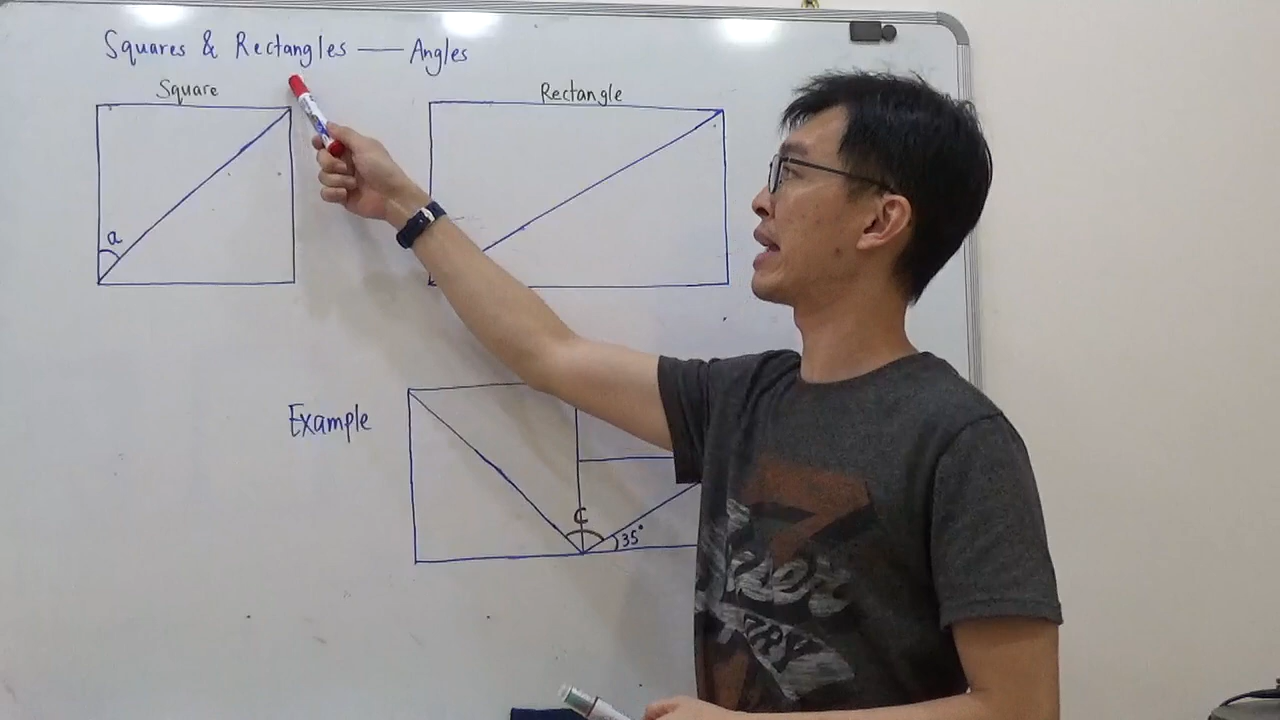 Squares & Rectangles — Angles
Square
Rectangle
a
Example
C
35°